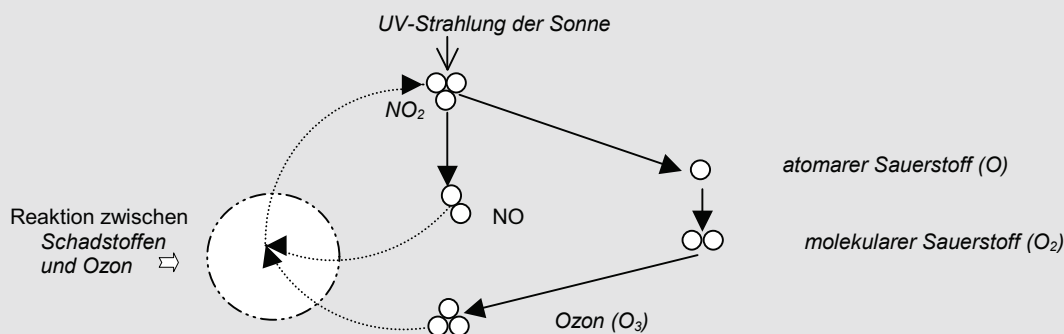 UV-Strahlung der Sonne
NO₂
atomarer Sauerstoff (O)
Reaktion zwischen
Schadstoffen
und Ozon
NO
molekularer Sauerstoff (O₂)
Ozon (O₃)